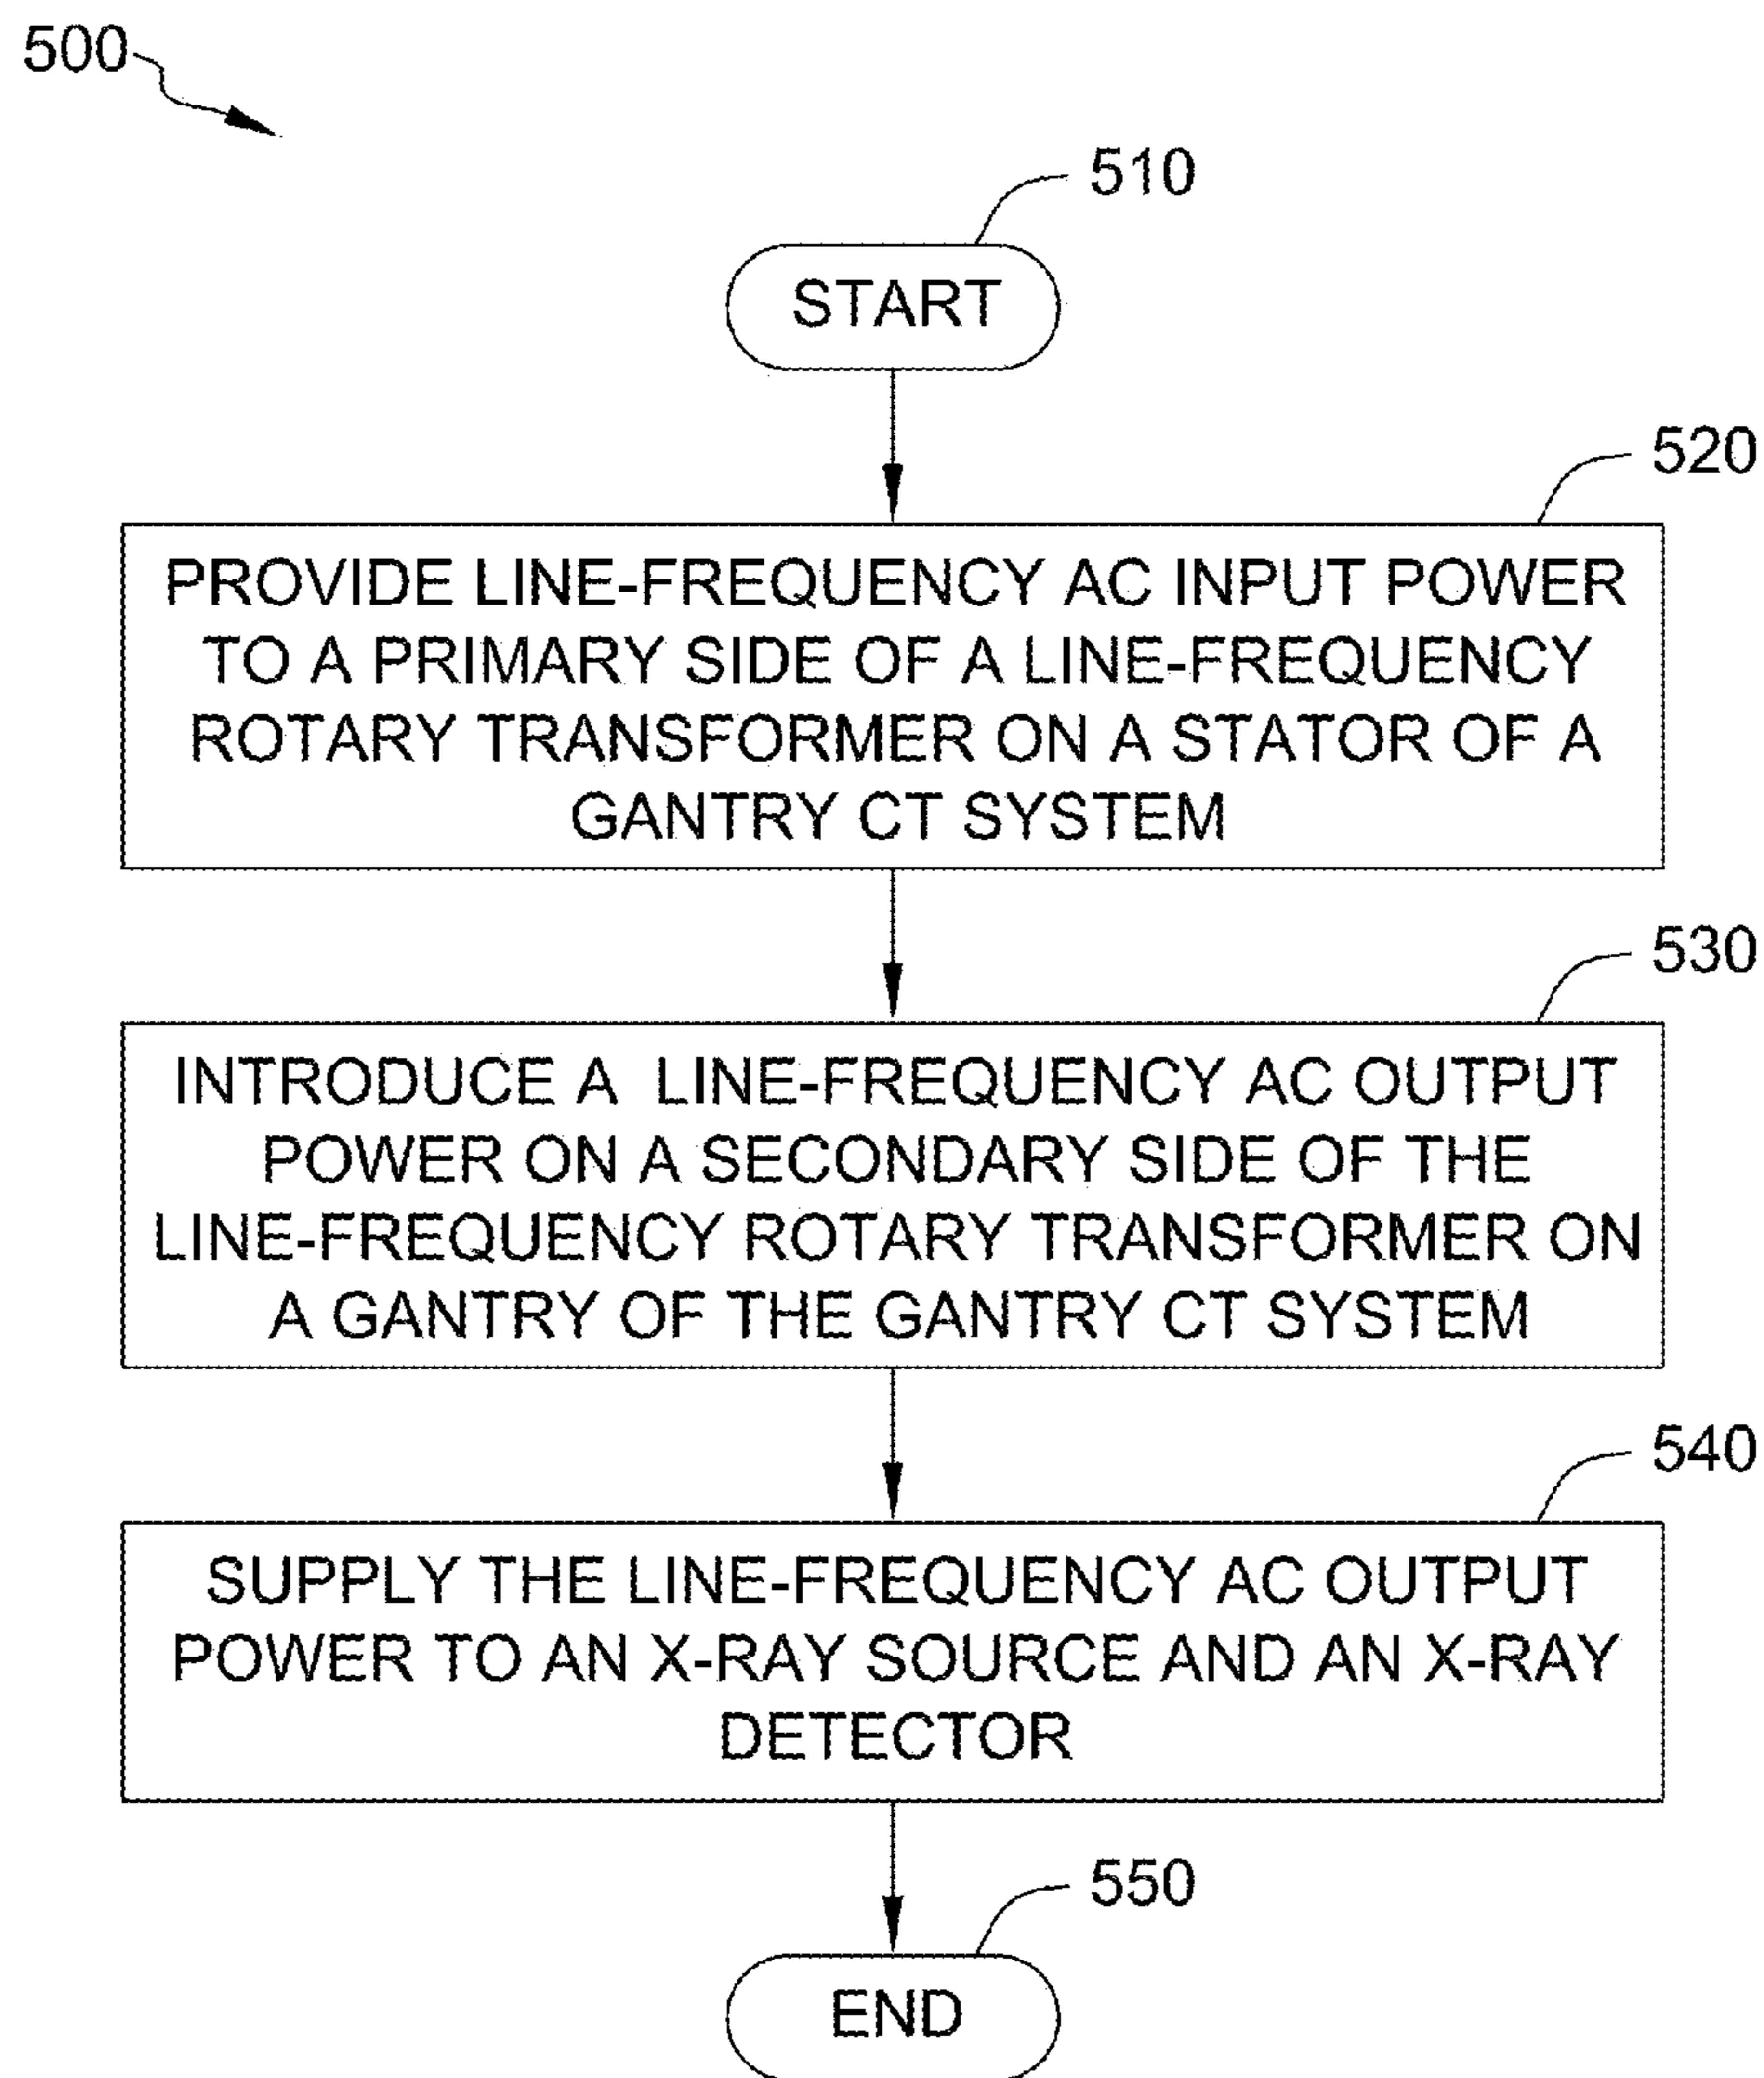 500
510
START
520
PROVIDE LINE-FREQUENCY AC INPUT POWER
TO A PRIMARY SIDE OF A LINE-FREQUENCY
ROTARY TRANSFORMER ON A STATOR OF A
GANTRY CT SYSTEM
530
INTRODUCE A LINE-FREQUENCY AC OUTPUT
POWER ON A SECONDARY SIDE OF THE
LINE-FREQUENCY ROTARY TRANSFORMER ON
A GANTRY OF THE GANTRY CT SYSTEM
540
SUPPLY THE LINE-FREQUENCY AC OUTPUT
POWER TO AN X-RAY SOURCE AND AN X-RAY
DETECTOR
550
END